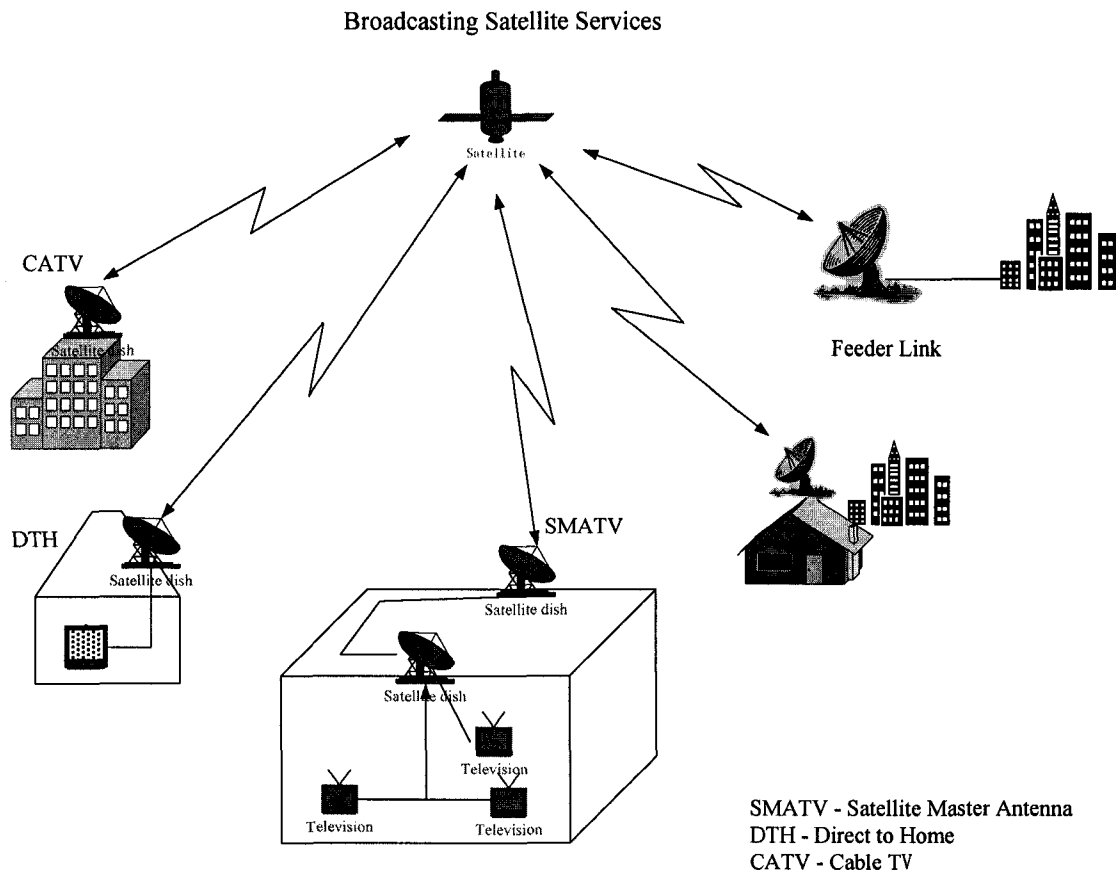 Broadcasting Satellite Services
Satellite
CATV
Satellite dish
Feeder Link
DTH
Satellite dish
SMATV
Satellite dish
Satellite dish
Television
Television
Television
SMATV - Satellite Master Antenna
DTH - Direct to Home
CATV - Cable TV